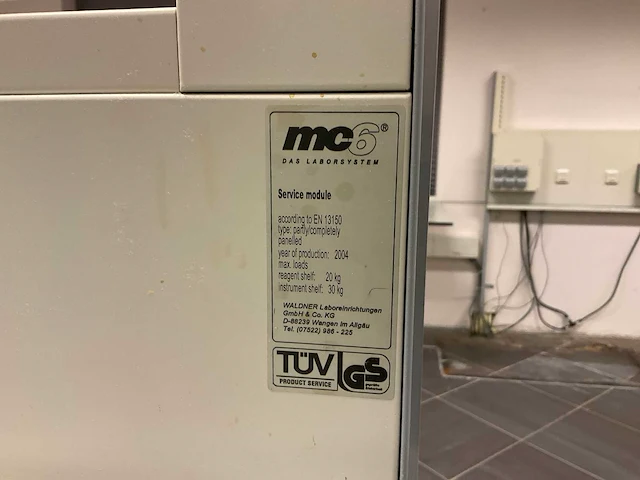 mc6®
DAS LABORSYSTEM
Service module
according to EN 13150
type: partly/completely
panelled
year of production: 2004
max. loads
reagent shelf: 20 kg
instrument shelf: 30 kg
WALDNER Laboreinrichtungen
GmbH & Co. KG
D-88239 Wangen im Allgäu
Tel. (07522) 986 - 225
TÜV
PRODUCT SERVICE
GS